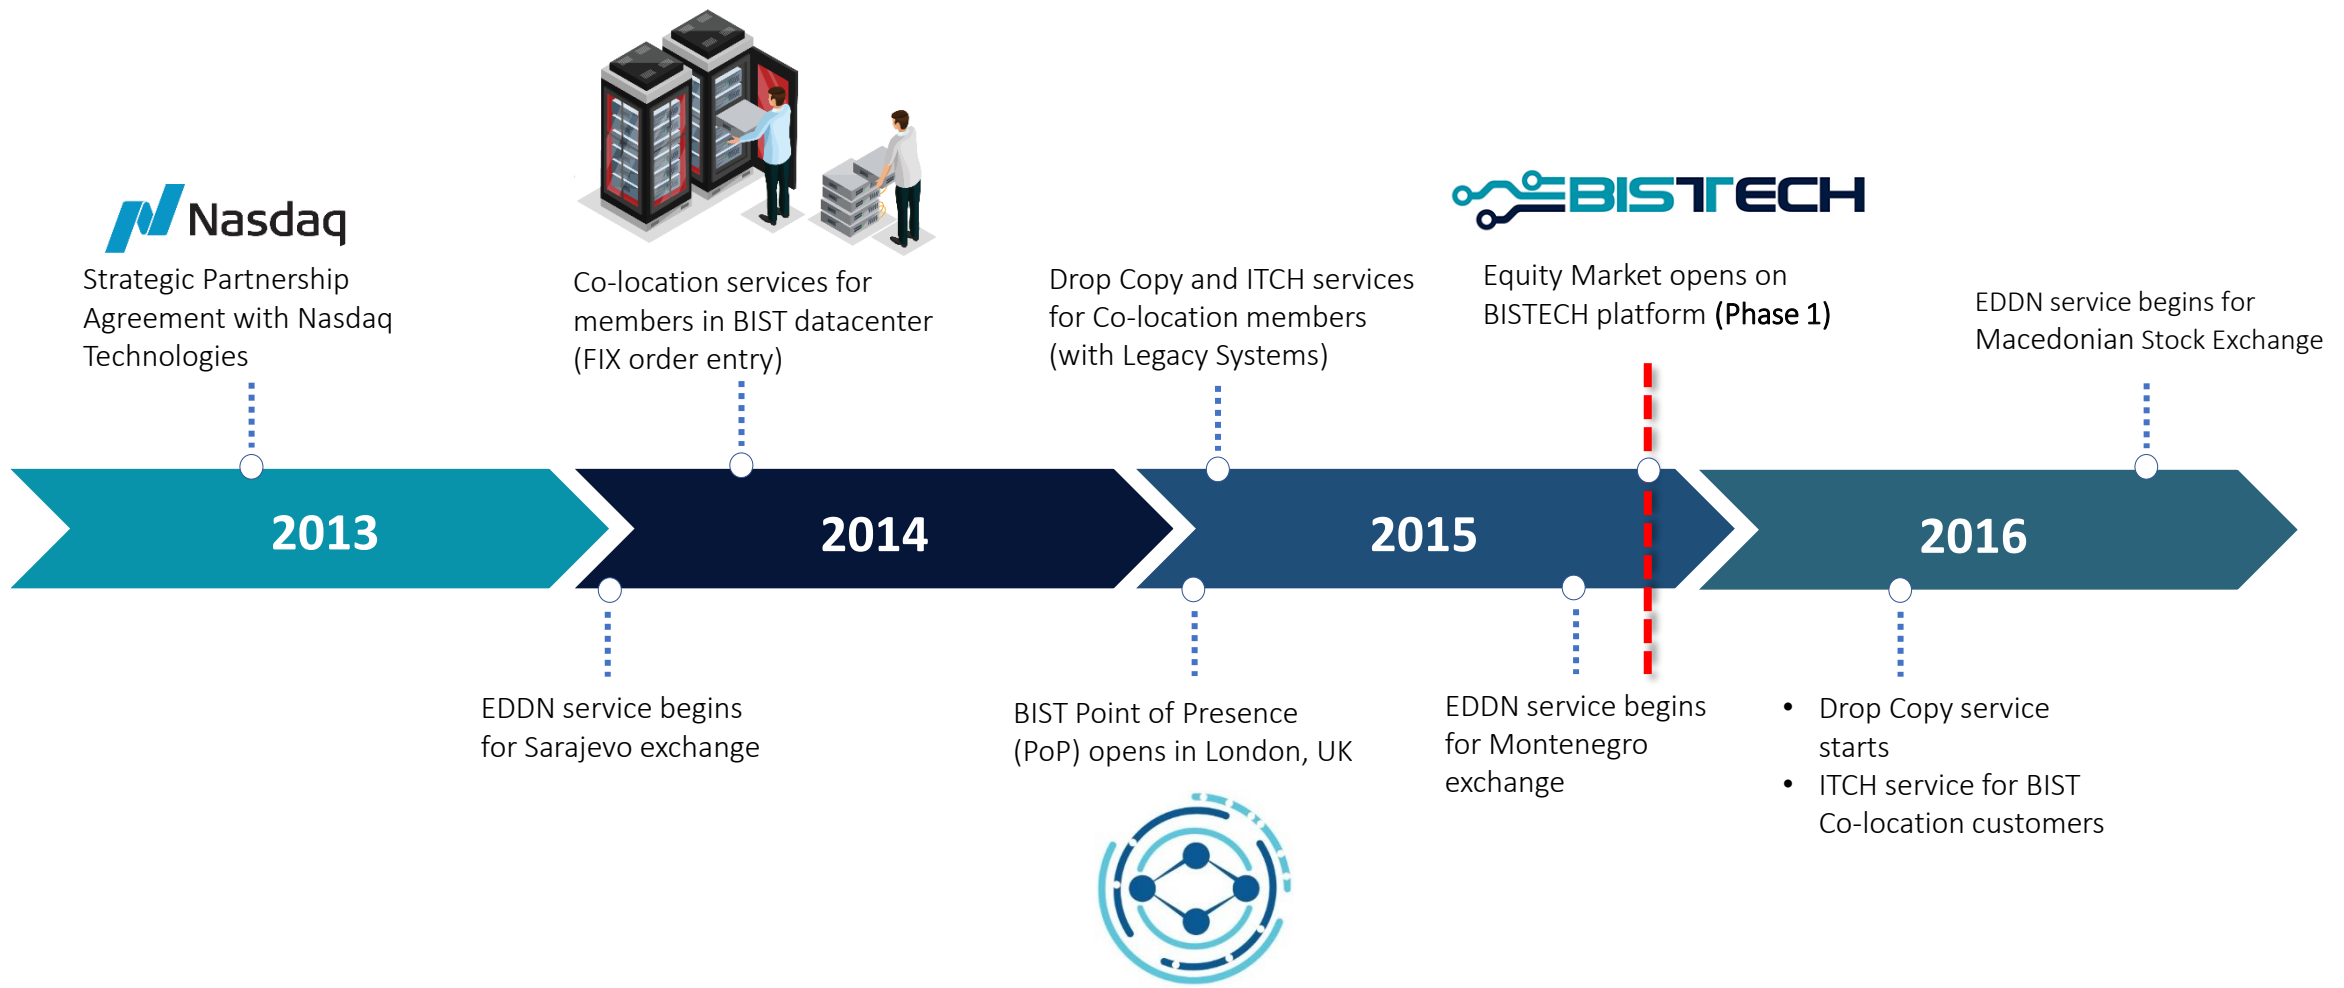 Nasdaq
Strategic Partnership
Agreement with Nasdaq
Technologies
Co-location services for
members in BIST datacenter
(FIX order entry)
Drop Copy and ITCH services
for Co-location members
(with Legacy Systems)
BISTECH
Equity Market opens on
BISTECH platform (Phase 1)
EDDN service begins for
Macedonian Stock Exchange
2013
2014
2015
2016
EDDN service begins
for Sarajevo exchange
BIST Point of Presence
(PoP) opens in London, UK
EDDN service begins
for Montenegro
exchange
• Drop Copy service
starts
• ITCH service for BIST
Co-location customers